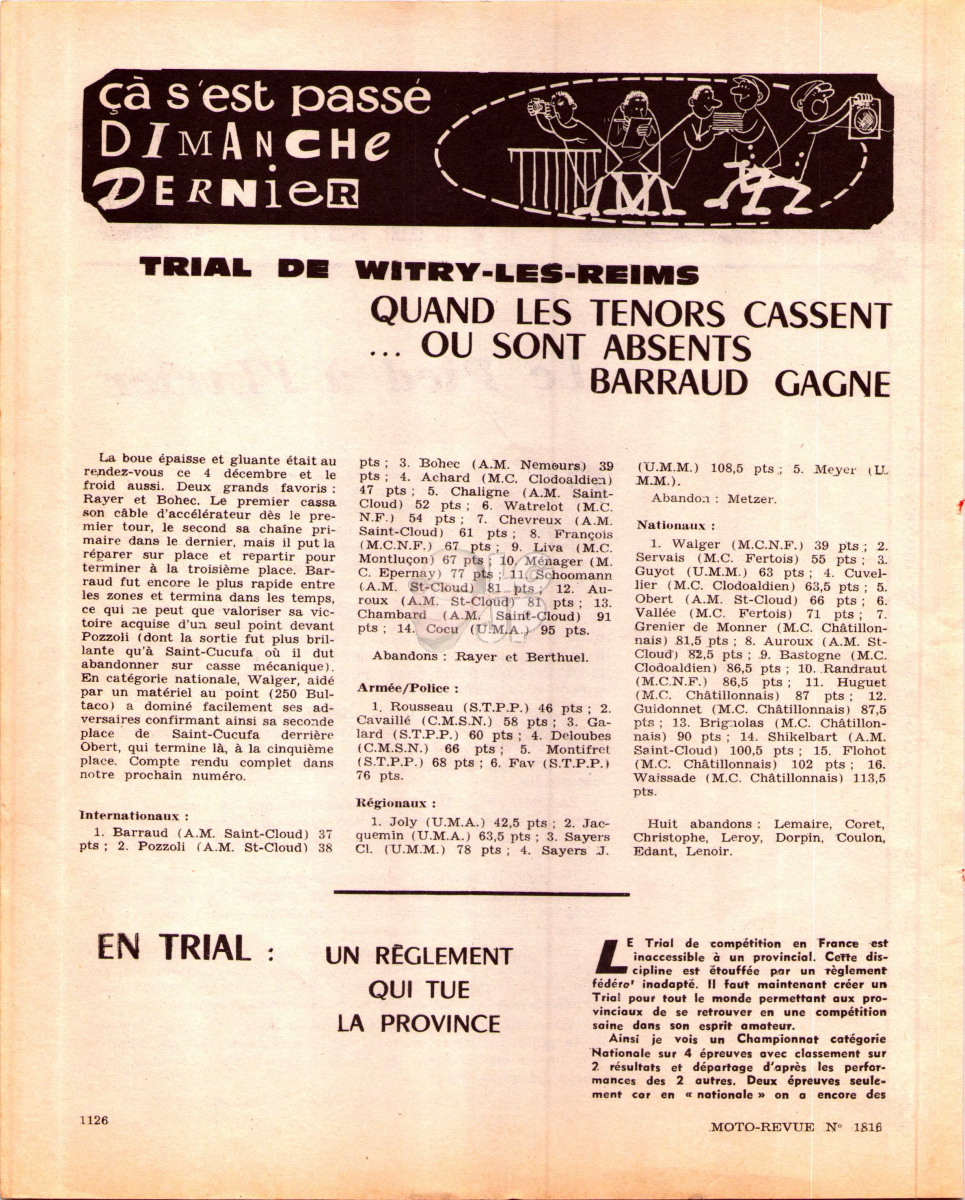 çà s'est passé
DIMANCHE
DERNIER
TRIAL DE WITRY-LES-REIMS
QUAND LES TENORS CASSENT
... OU SONT ABSENTS
BARRAUD GAGNE
La boue épaisse et gluante était au
rendez-vous ce 4 décembre et le
froid aussi. Deux grands favoris :
Rayer et Bohec. Le premier cassa
son câble d'accélérateur dès le pre-
mier tour, le second sa chaîne pri-
maire dans le dernier, mais il put la
réparer sur place et repartir pour
terminer à la troisième place. Bar-
raud fut encore le plus rapide entre
les zones et termina dans les temps,
ce qui ne peut que valoriser sa vic-
toire acquise d'un seul point devant
Pozzoli (dont la sortie fut plus bril-
lante qu'à Saint-Cucufa où il dut
abandonner sur casse mécanique).
En catégorie nationale, Walger, aidé
par un matériel au point (250 Bul-
taco) a dominé facilement ses ad-
versaires confirmant ainsi sa seconde
place de Saint-Cucufa derrière
Obert, qui termine là, à la cinquième
place. Compte rendu complet dans
notre prochain numéro.
Internationaux :
1. Barraud (A.M. Saint-Cloud) 37
pts ; 2. Pozzoli (A.M. St-Cloud) 38
pts ; 3. Bohec (A.M. Nemours) 39
pts ; 4. Achard (M.C. Clodoaldien)
47 pts ; 5. Chaligne (A.M. Saint-
Cloud) 52 pts ; 6. Watrelot (M.C.
N.F.) 54 pts ; 7. Chevreux (A.M.
Saint-Cloud) 61 pts ; 8. François
(M.C.N.F.) 67 pts ; 9. Liva (M.C.
Montluçon) 67 pts ; 10. Ménager (M.
C. Epernay) 77 pts ; 11. Schoomann
(A.M. St-Cloud) 81 pts ; 12. Au-
roux (A.M. St-Cloud) 81 pts ; 13.
Chambard (A.M. Saint-Cloud) 91
pts ; 14. Cocu (U.M.A.) 95 pts.
Abandons : Rayer et Berthuel.
Armée/Police :
1. Rousseau (S.T.P.P.) 46 pts ; 2.
Cavaillé (C.M.S.N.) 58 pts ; 3. Ga-
lard (S.T.P.P.) 60 pts ; 4. Deloubes
(C.M.S.N.) 66 pts ; 5. Montifret
(S.T.P.P.) 68 pts ; 6. Fav (S.T.P.P.)
76 pts.
Régionaux :
1. Joly (U.M.A.) 42,5 pts ; 2. Jac-
quemin (U.M.A.) 63,5 pts ; 3. Sayers
Cl. (U.M.M.) 78 pts ; 4. Sayers J.
(U.M.M.) 108,5 pts ; 5. Meyer (U.
M.M.).
Abandon : Metzer.
Nationaux :
1. Walger (M.C.N.F.) 39 pts ; 2.
Servais (M.C. Fertois) 55 pts ; 3.
Guyot (U.M.M.) 63 pts ; 4. Cuvel-
lier (M.C. Clodoaldien) 63,5 pts ; 5.
Obert (A.M. St-Cloud) 66 pts ; 6.
Vallée (M.C. Fertois) 71 pts ; 7.
Grenier de Monner (M.C. Châtillon-
nais) 81,5 pts ; 8. Auroux (A.M. St-
Cloud) 82,5 pts ; 9. Bastogne (M.C.
Clodoaldien) 86,5 pts ; 10. Randraut
(M.C.N.F.) 86,5 pts ; 11. Huguet
(M.C. Châtillonnais) 87 pts ; 12.
Guidonnet (M.C. Châtillonnais) 87,5
pts ; 13. Brignolas (M.C. Châtillon-
nais) 90 pts ; 14. Shikelbart (A.M.
Saint-Cloud) 100,5 pts ; 15. Flohot
(M.C. Châtillonnais) 102 pts ; 16.
Waissade (M.C. Châtillonnais) 113,5
pts.
Huit abandons : Lemaire, Coret,
Christophe, Leroy, Dorpin, Coulon,
Edant, Lenoir.
EN TRIAL :
UN RÈGLEMENT
QUI TUE
LA PROVINCE
LE Trial de compétition en France est
inaccessible à un provincial. Cette dis-
cipline est étouffée par un règlement
fédéra' inadapté. Il faut maintenant créer un
Trial pour tout le monde permettant aux pro-
vinciaux de se retrouver en une compétition
saine dans son esprit amateur.
Ainsi je vois un Championnat catégorie
Nationale sur 4 épreuves avec classement sur
2 résultats et départage d'après les perfor-
mances des 2 autres. Deux épreuves seule-
ment car en « nationale » on a encore des
1126
MOTO-REVUE N° 1816